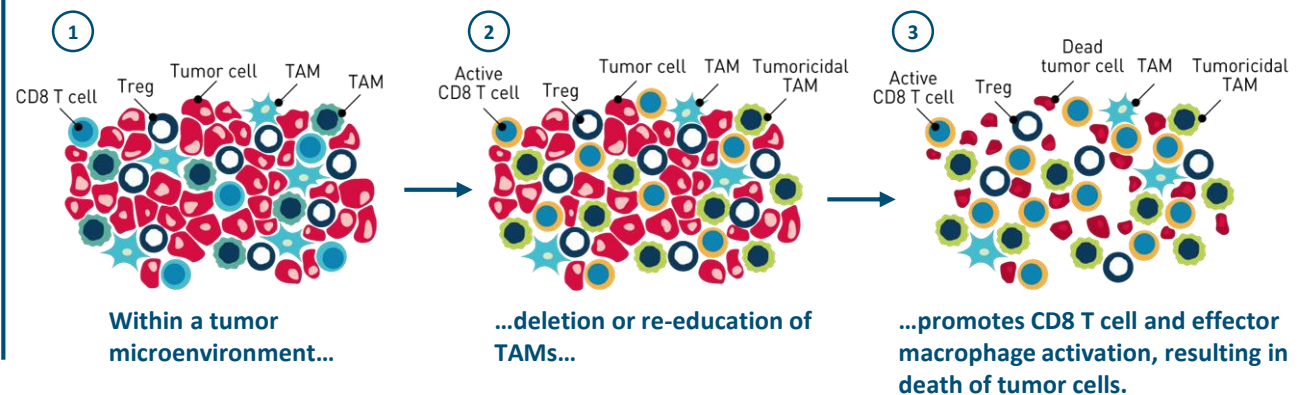 1
CD8 T cell
Treg
Tumor cell
TAM
TAM
Within a tumor
microenvironment…
2
Active
CD8 T cell
Treg
Tumor cell
TAM
Tumoricidal
TAM
…deletion or re-education of
TAMs…
3
Active
CD8 T cell
Treg
Dead
tumor cell
TAM
Tumoricidal
TAM
…promotes CD8 T cell and effector
macrophage activation, resulting in
death of tumor cells.